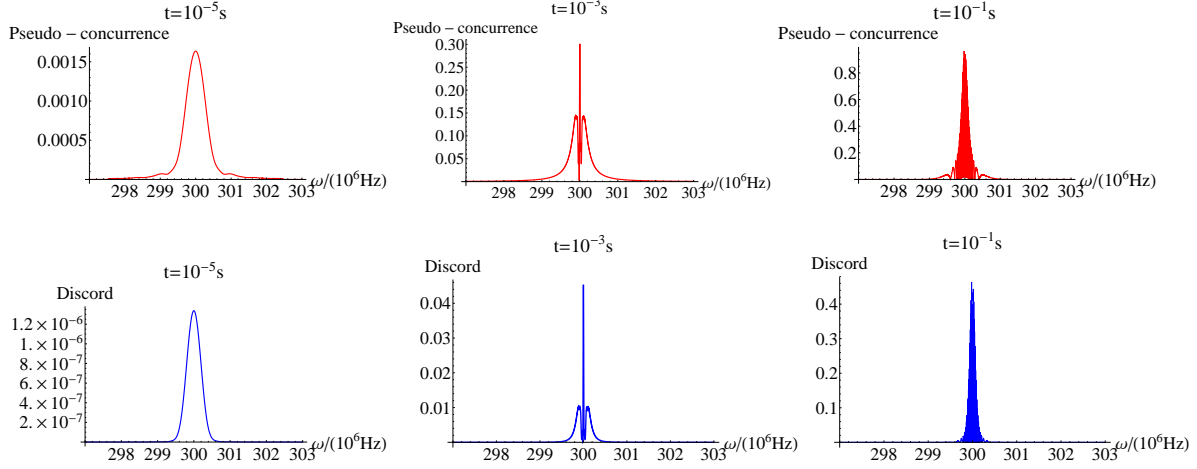 t=10⁻⁵s
Pseudo − concurrence
0.0015
0.0010
0.0005
298 299 300 301 302 303
ω/(10⁶Hz)
t=10⁻³s
Pseudo − concurrence
0.30
0.25
0.20
0.15
0.10
0.05
298 299 300 301 302 303
ω/(10⁶Hz)
t=10⁻¹s
Pseudo − concurrence
0.8
0.6
0.4
0.2
298 299 300 301 302 303
ω/(10⁶Hz)
t=10⁻⁵s
Discord
1.2 × 10⁻⁶
1. × 10⁻⁶
8. × 10⁻⁷
6. × 10⁻⁷
4. × 10⁻⁷
2. × 10⁻⁷
298 299 300 301 302 303
ω/(10⁶Hz)
t=10⁻³s
Discord
0.04
0.03
0.02
0.01
298 299 300 301 302 303
ω/(10⁶Hz)
t=10⁻¹s
Discord
0.4
0.3
0.2
0.1
298 299 300 301 302 303
ω/(10⁶Hz)